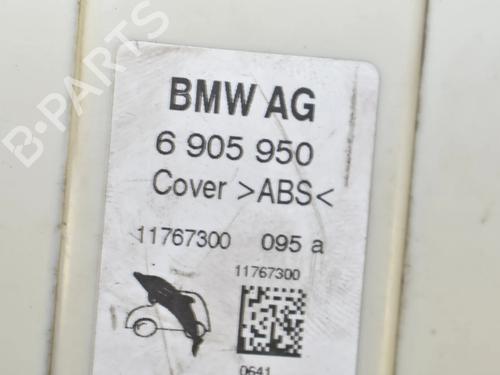 B-PARTS
BMW AG
6 905 950
Cover >ABS<
11767300 095 a
11767300
0641